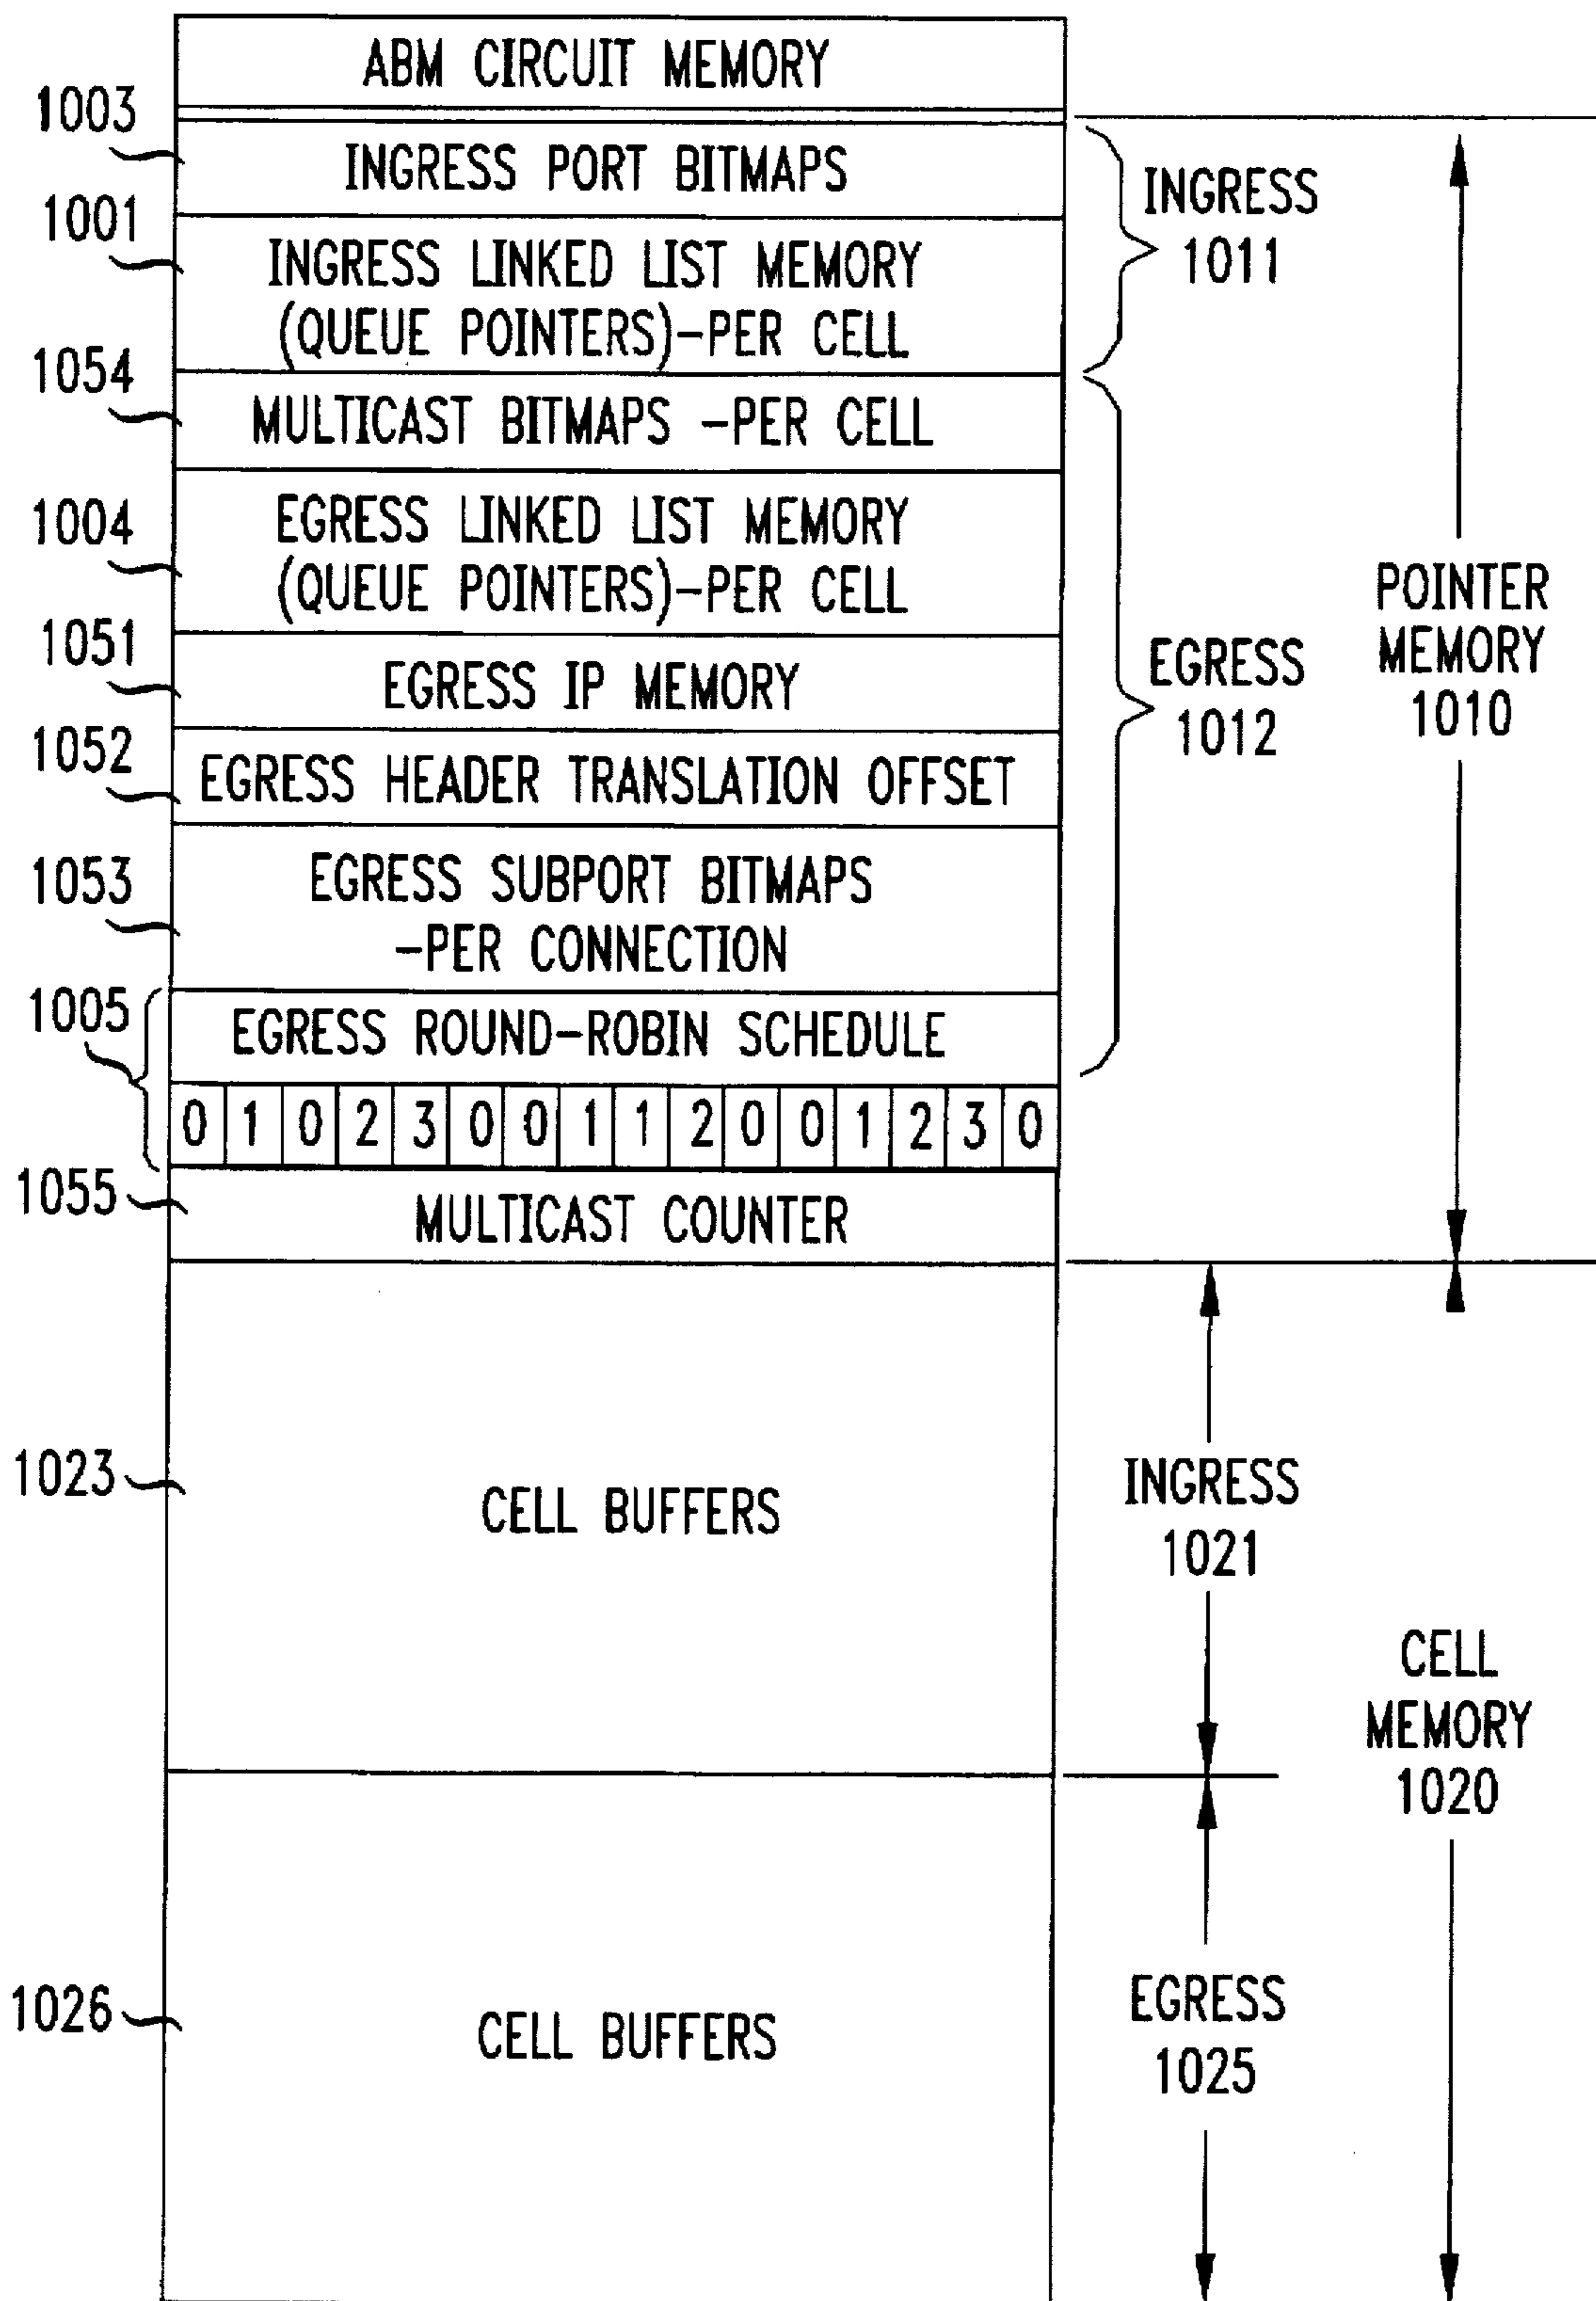 ABM CIRCUIT MEMORY
1003
INGRESS PORT BITMAPS
1001
INGRESS LINKED LIST MEMORY
(QUEUE POINTERS)-PER CELL
INGRESS
1011
1054
MULTICAST BITMAPS -PER CELL
1004
EGRESS LINKED LIST MEMORY
(QUEUE POINTERS)-PER CELL
1051
EGRESS IP MEMORY
1052
EGRESS HEADER TRANSLATION OFFSET
1053
EGRESS SUBPORT BITMAPS
-PER CONNECTION
1005
EGRESS ROUND-ROBIN SCHEDULE
0 1 0 2 3 0 0 1 1 2 0 0 1 2 3 0
EGRESS
1012
1055
MULTICAST COUNTER
POINTER
MEMORY
1010
1023
CELL BUFFERS
INGRESS
1021
1026
CELL BUFFERS
EGRESS
1025
CELL
MEMORY
1020